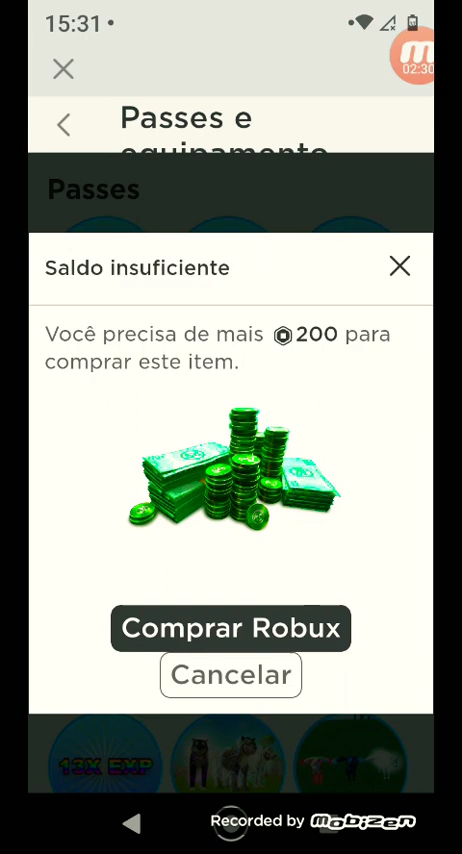 15:31
02:30
Passes e
equipamento
Passes
Saldo insuficiente
Você precisa de mais 200 para
comprar este item.
Comprar Robux
Cancelar
13X EXP
Recorded by mobizen